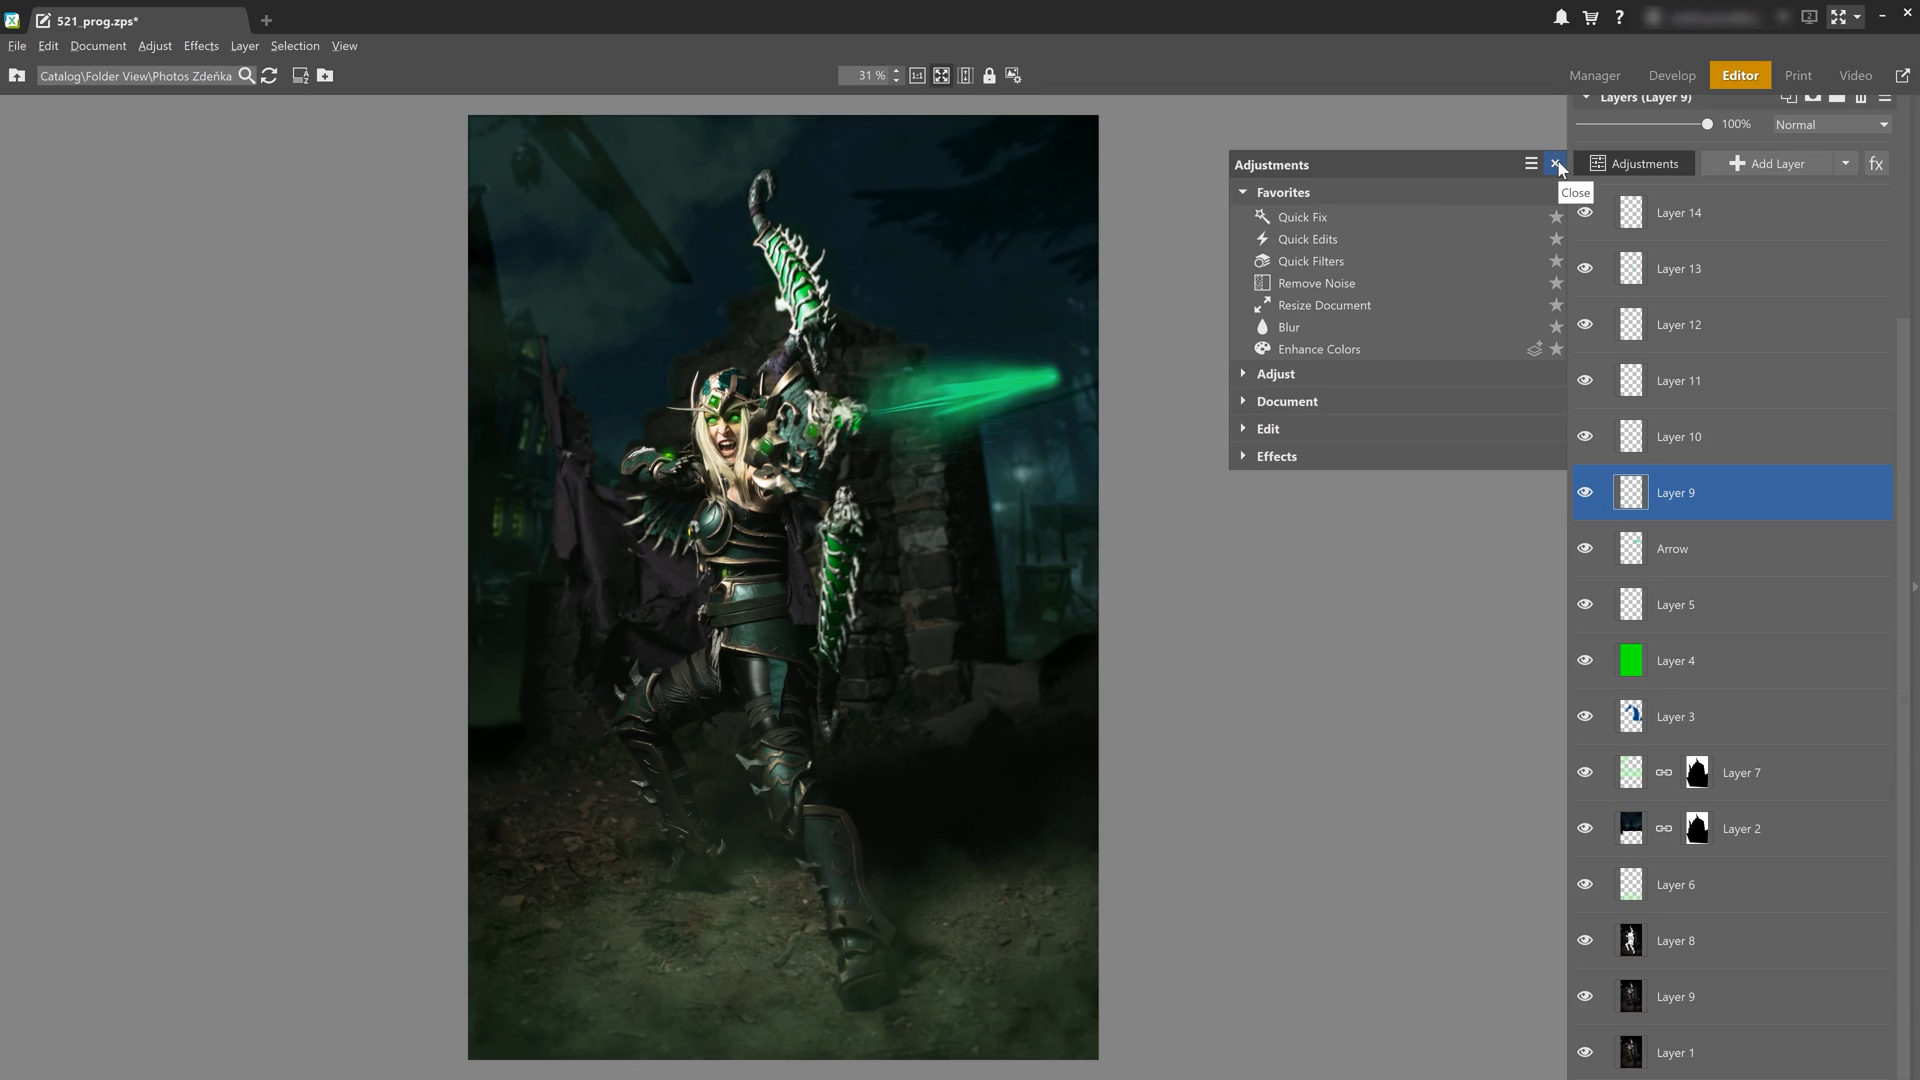 521_prog.zps*
File Edit Document Adjust Effects Layer Selection View
Catalog\Folder View\Photos Zdeňka
31 %
1:1
Manager Develop Editor Print Video
Layers (Layer 9)
100% Normal
Adjustments
Close
Adjustments Add Layer fx
Favorites
Quick Fix
Quick Edits
Quick Filters
Remove Noise
Resize Document
Blur
Enhance Colors
Adjust
Document
Edit
Effects
Layer 14
Layer 13
Layer 12
Layer 11
Layer 10
Layer 9
Arrow
Layer 5
Layer 4
Layer 3
Layer 7
Layer 2
Layer 6
Layer 8
Layer 9
Layer 1